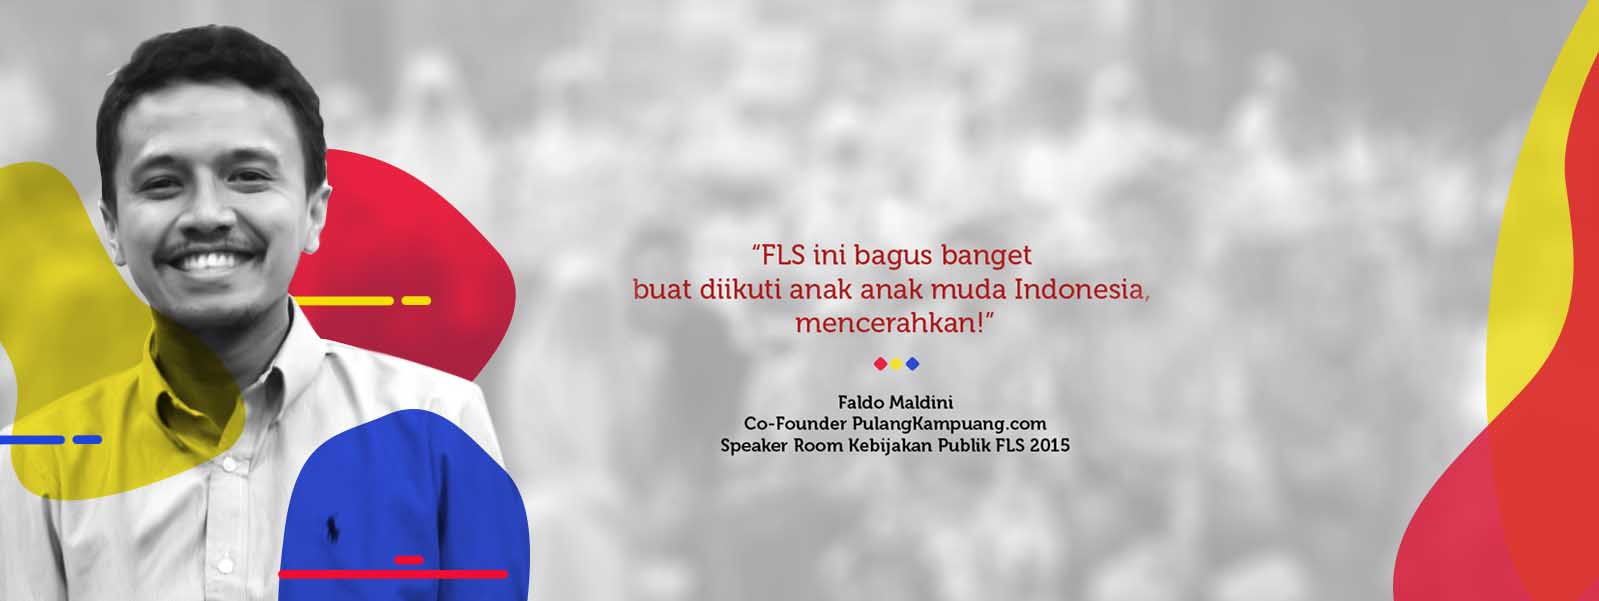 “FLS ini bagus banget
buat diikuti anak anak muda Indonesia,
mencerahkan!”
Faldo Maldini
Co-Founder PulangKampuang.com
Speaker Room Kebijakan Publik FLS 2015